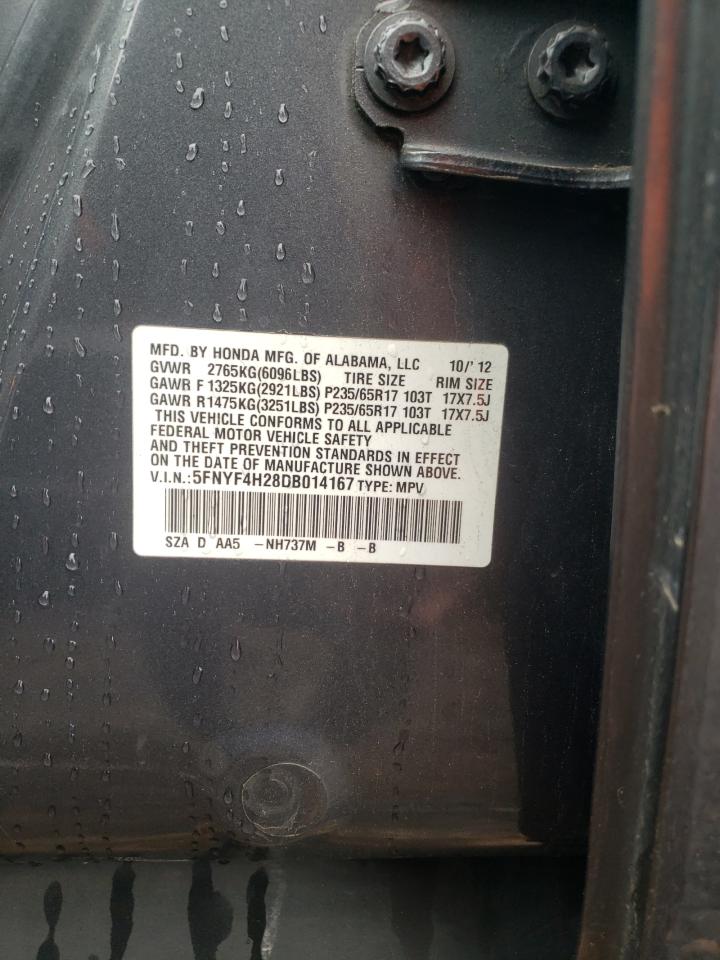 MFD. BY HONDA MFG. OF ALABAMA, LLC 10/'12
GVWR 2765KG(6096LBS) TIRE SIZE RIM SIZE
GAWR F 1325KG(2921LBS) P235/65R17 103T 17X7.5J
GAWR R1475KG(3251LBS) P235/65R17 103T 17X7.5J
THIS VEHICLE CONFORMS TO ALL APPLICABLE
FEDERAL MOTOR VEHICLE SAFETY
AND THEFT PREVENTION STANDARDS IN EFFECT
ON THE DATE OF MANUFACTURE SHOWN ABOVE.
V.I.N.:5FNYF4H28DB014167 TYPE: MPV
SZA D AA5 -NH737M -B -B